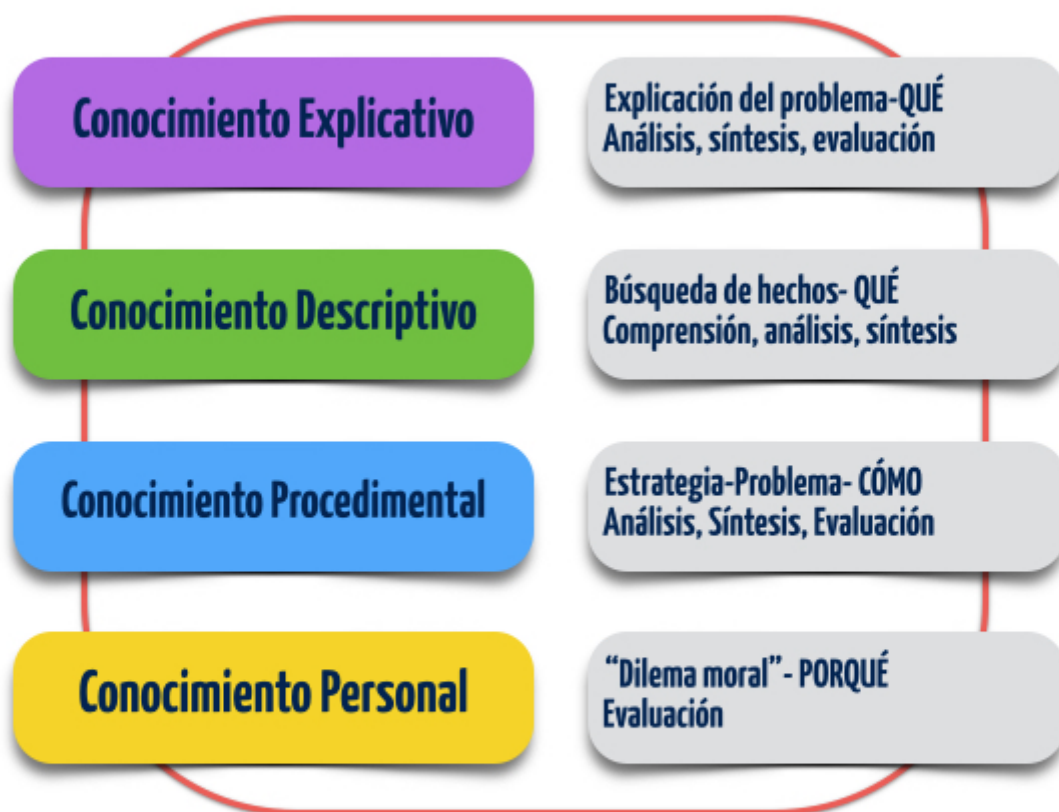 Conocimiento Explicativo
Explicación del problema-QUÉ
Análisis, síntesis, evaluación
Conocimiento Descriptivo
Búsqueda de hechos- QUÉ
Comprensión, análisis, síntesis
Conocimiento Procedimental
Estrategia-Problema- CÓMO
Análisis, Síntesis, Evaluación
Conocimiento Personal
“Dilema moral”- PORQUÉ
Evaluación